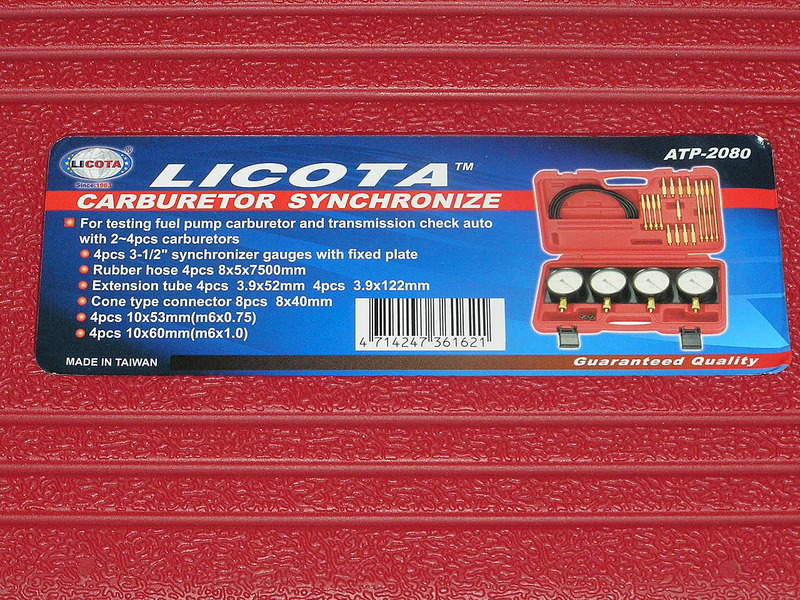 LICOTA
®
Since 1983
LICOTA™
ATP-2080
CARBURETOR SYNCHRONIZE
For testing fuel pump carburetor and transmission check auto
with 2~4pcs carburetors
4pcs 3-1/2" synchronizer gauges with fixed plate
Rubber hose 4pcs 8x5x7500mm
Extension tube 4pcs 3.9x52mm 4pcs 3.9x122mm
Cone type connector 8pcs 8x40mm
4pcs 10x53mm(m6x0.75)
4pcs 10x60mm(m6x1.0)
4 714247 361621
MADE IN TAIWAN
Guaranteed Quality